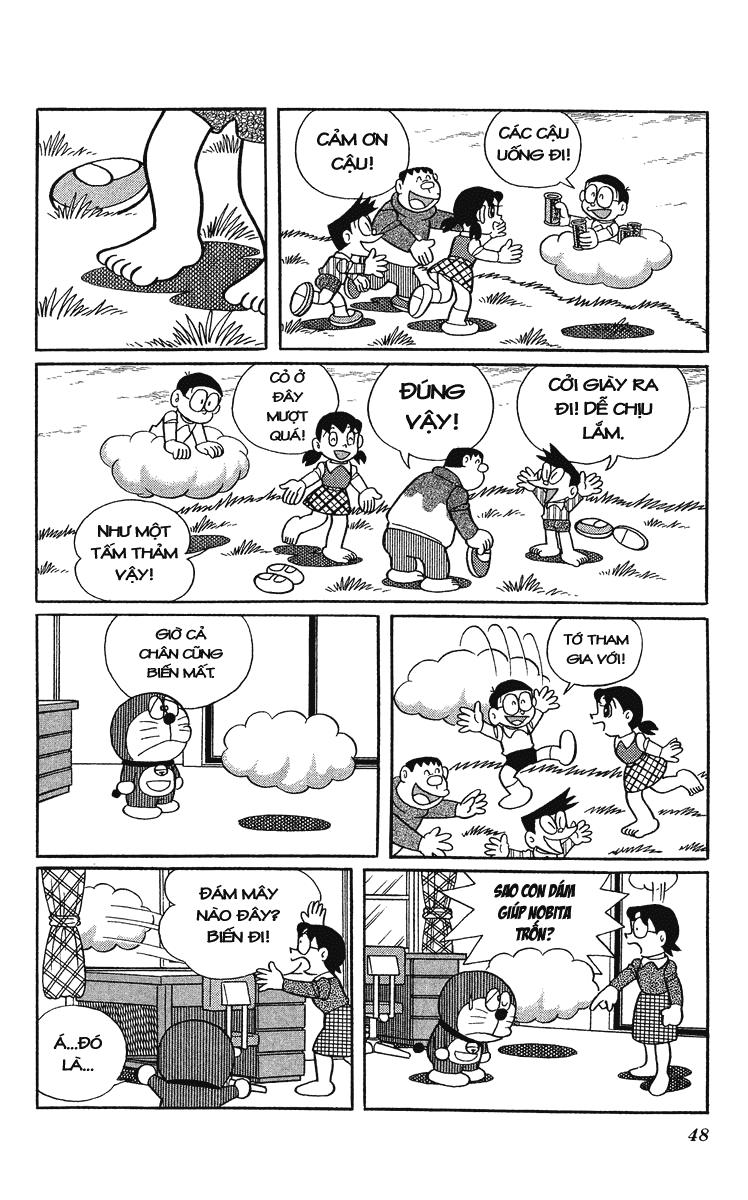 CẢM ƠN
CẬU!
CÁC CẬU
UỐNG ĐI!
NHƯ MỘT
TẤM THẢM
VẬY!
CỎ Ở
ĐÂY
MƯỢT
QUÁ!
ĐÚNG
VẬY!
CỞI GIÀY RA
ĐI! DỄ CHỊU
LẮM.
GIỜ CẢ
CHÂN CŨNG
BIẾN MẤT.
TỚ THAM
GIA VỚI!
ĐÁM MÂY
NÀO ĐÂY?
BIẾN ĐI!
Á...ĐÓ
LÀ...
SAO CON DÁM
GIÚP NOBITA
TRỐN?
48